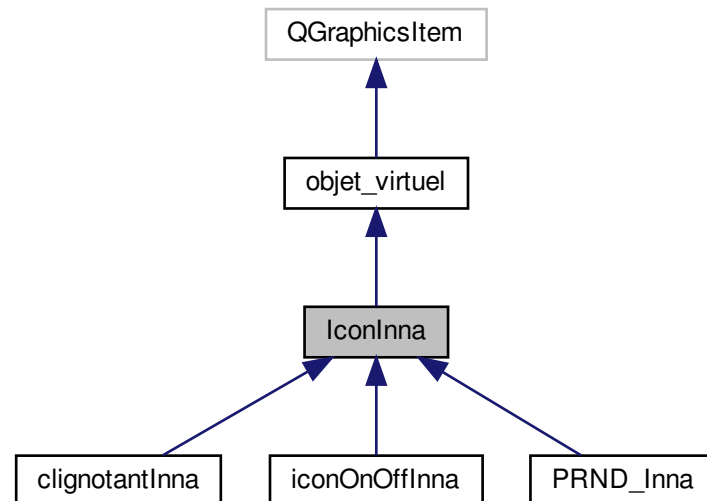 QGraphicsItem
objet_virtuel
IconInna
clignotantInna
iconOnOffInna
PRND_Inna